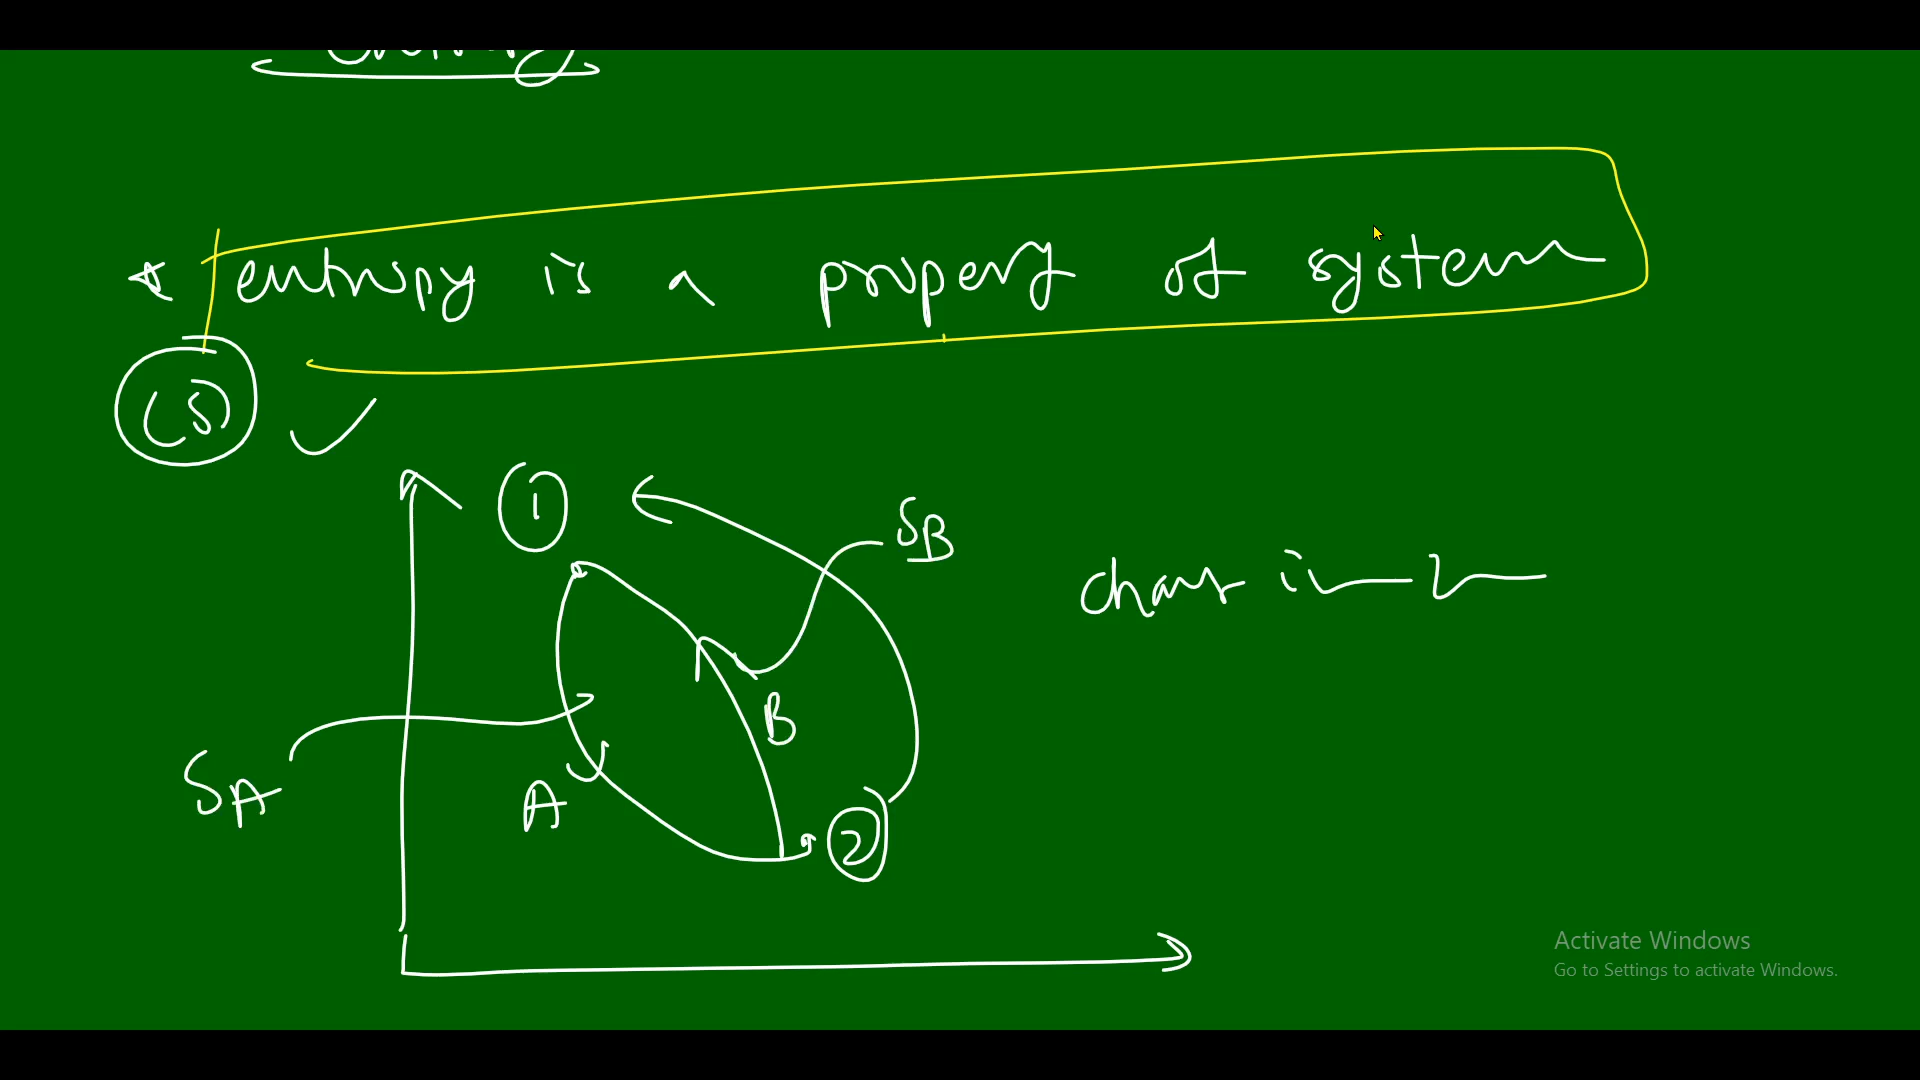 * entropy is a property of system
(S)
1
SB
change in
B
SA
A
2
Activate Windows
Go to Settings to activate Windows.